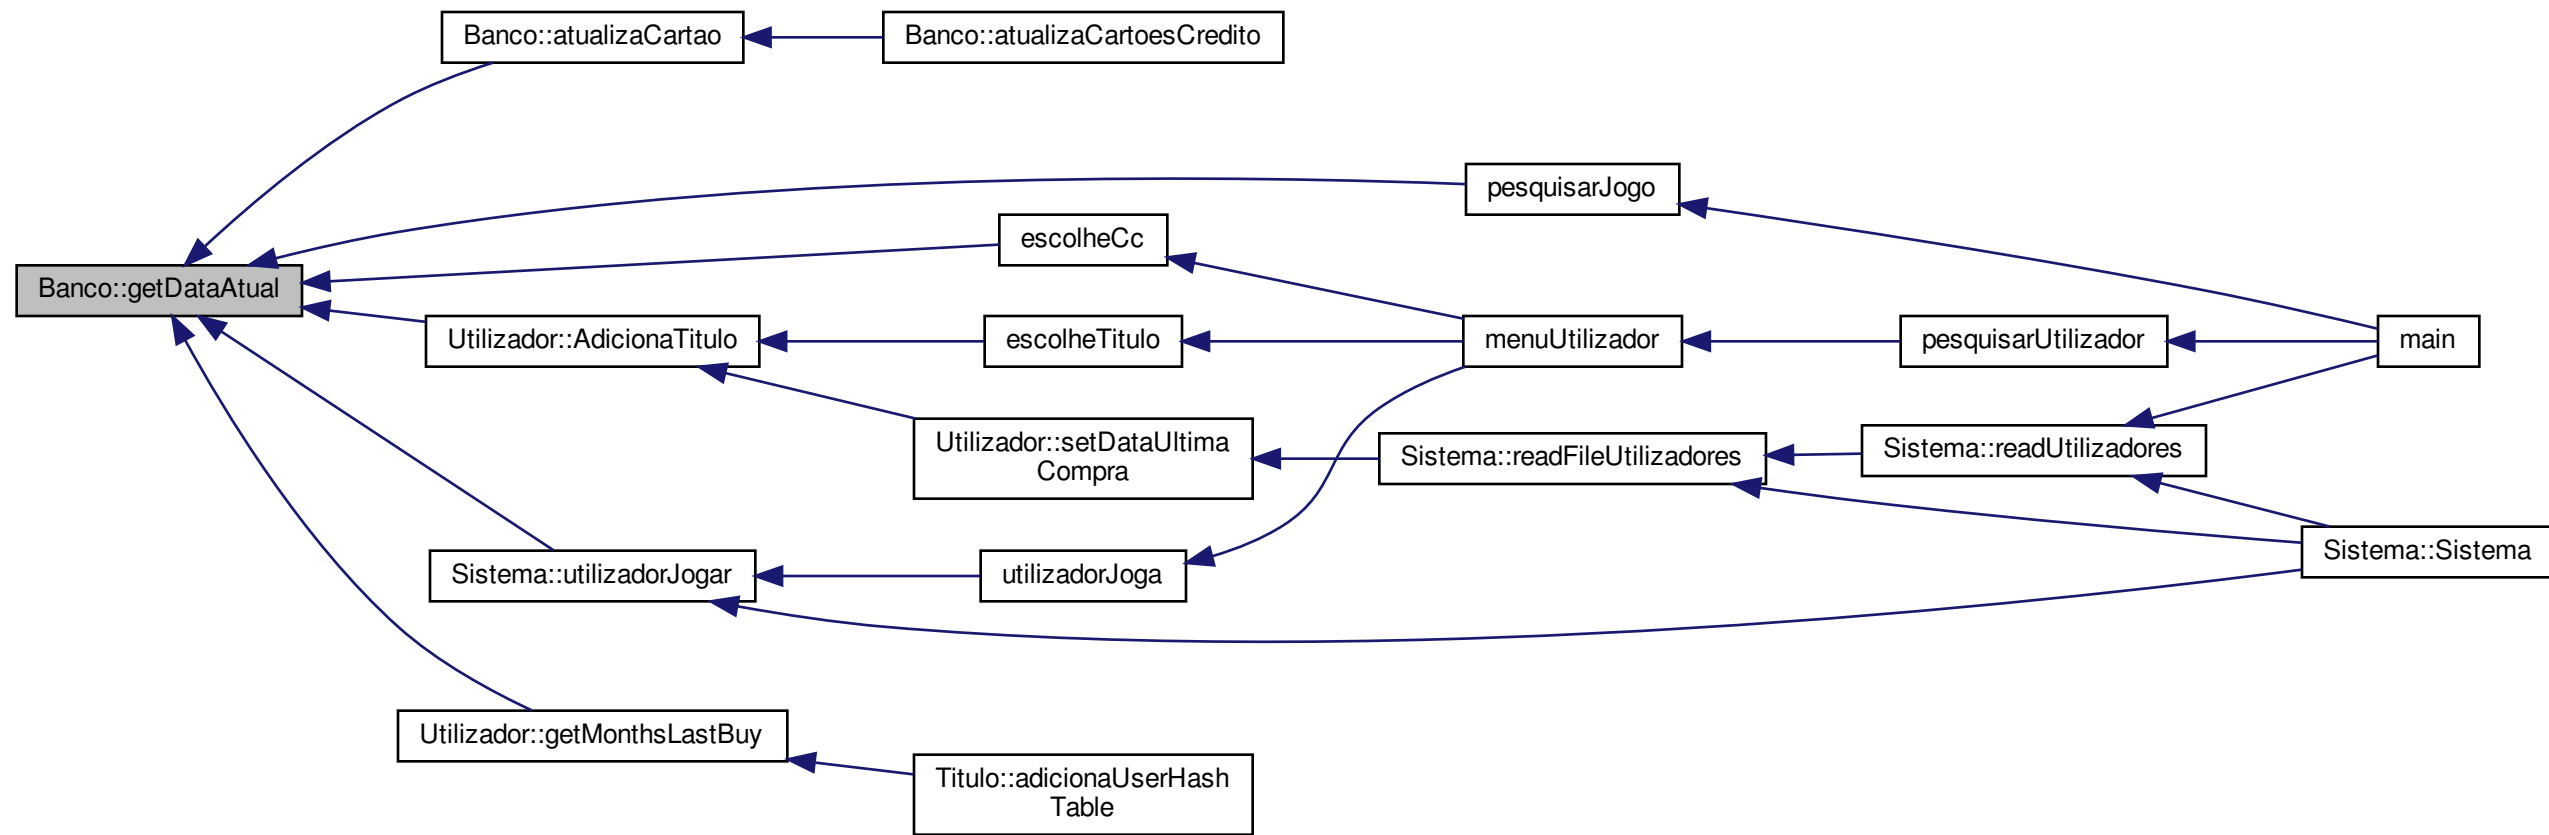 Banco::atualizaCartao
Banco::atualizaCartoesCredito
pesquisarJogo
escolheCc
Banco::getDataAtual
Utilizador::AdicionaTitulo
escolheTitulo
menuUtilizador
pesquisarUtilizador
main
Utilizador::setDataUltima
Compra
Sistema::readFileUtilizadores
Sistema::readUtilizadores
Sistema::Sistema
Sistema::utilizadorJogar
utilizadorJoga
Utilizador::getMonthsLastBuy
Titulo::adicionaUserHash
Table